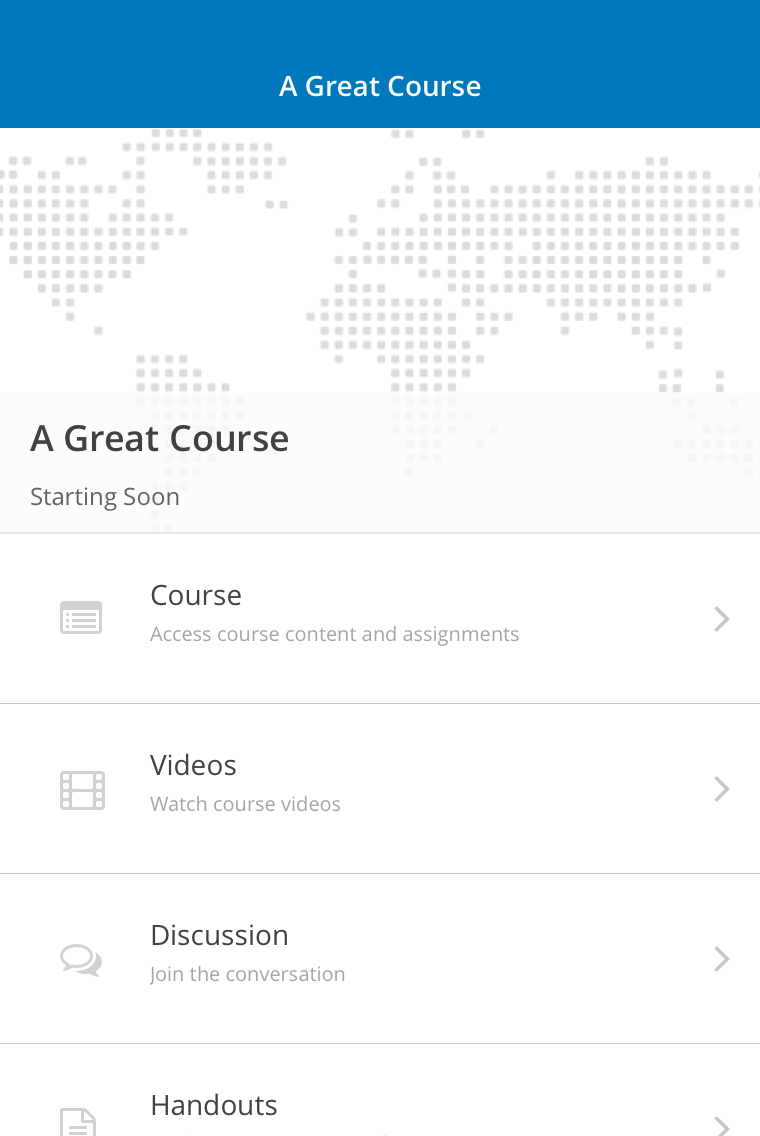 A Great Course
A Great Course
Starting Soon
Course
Access course content and assignments
Videos
Watch course videos
Discussion
Join the conversation
Handouts